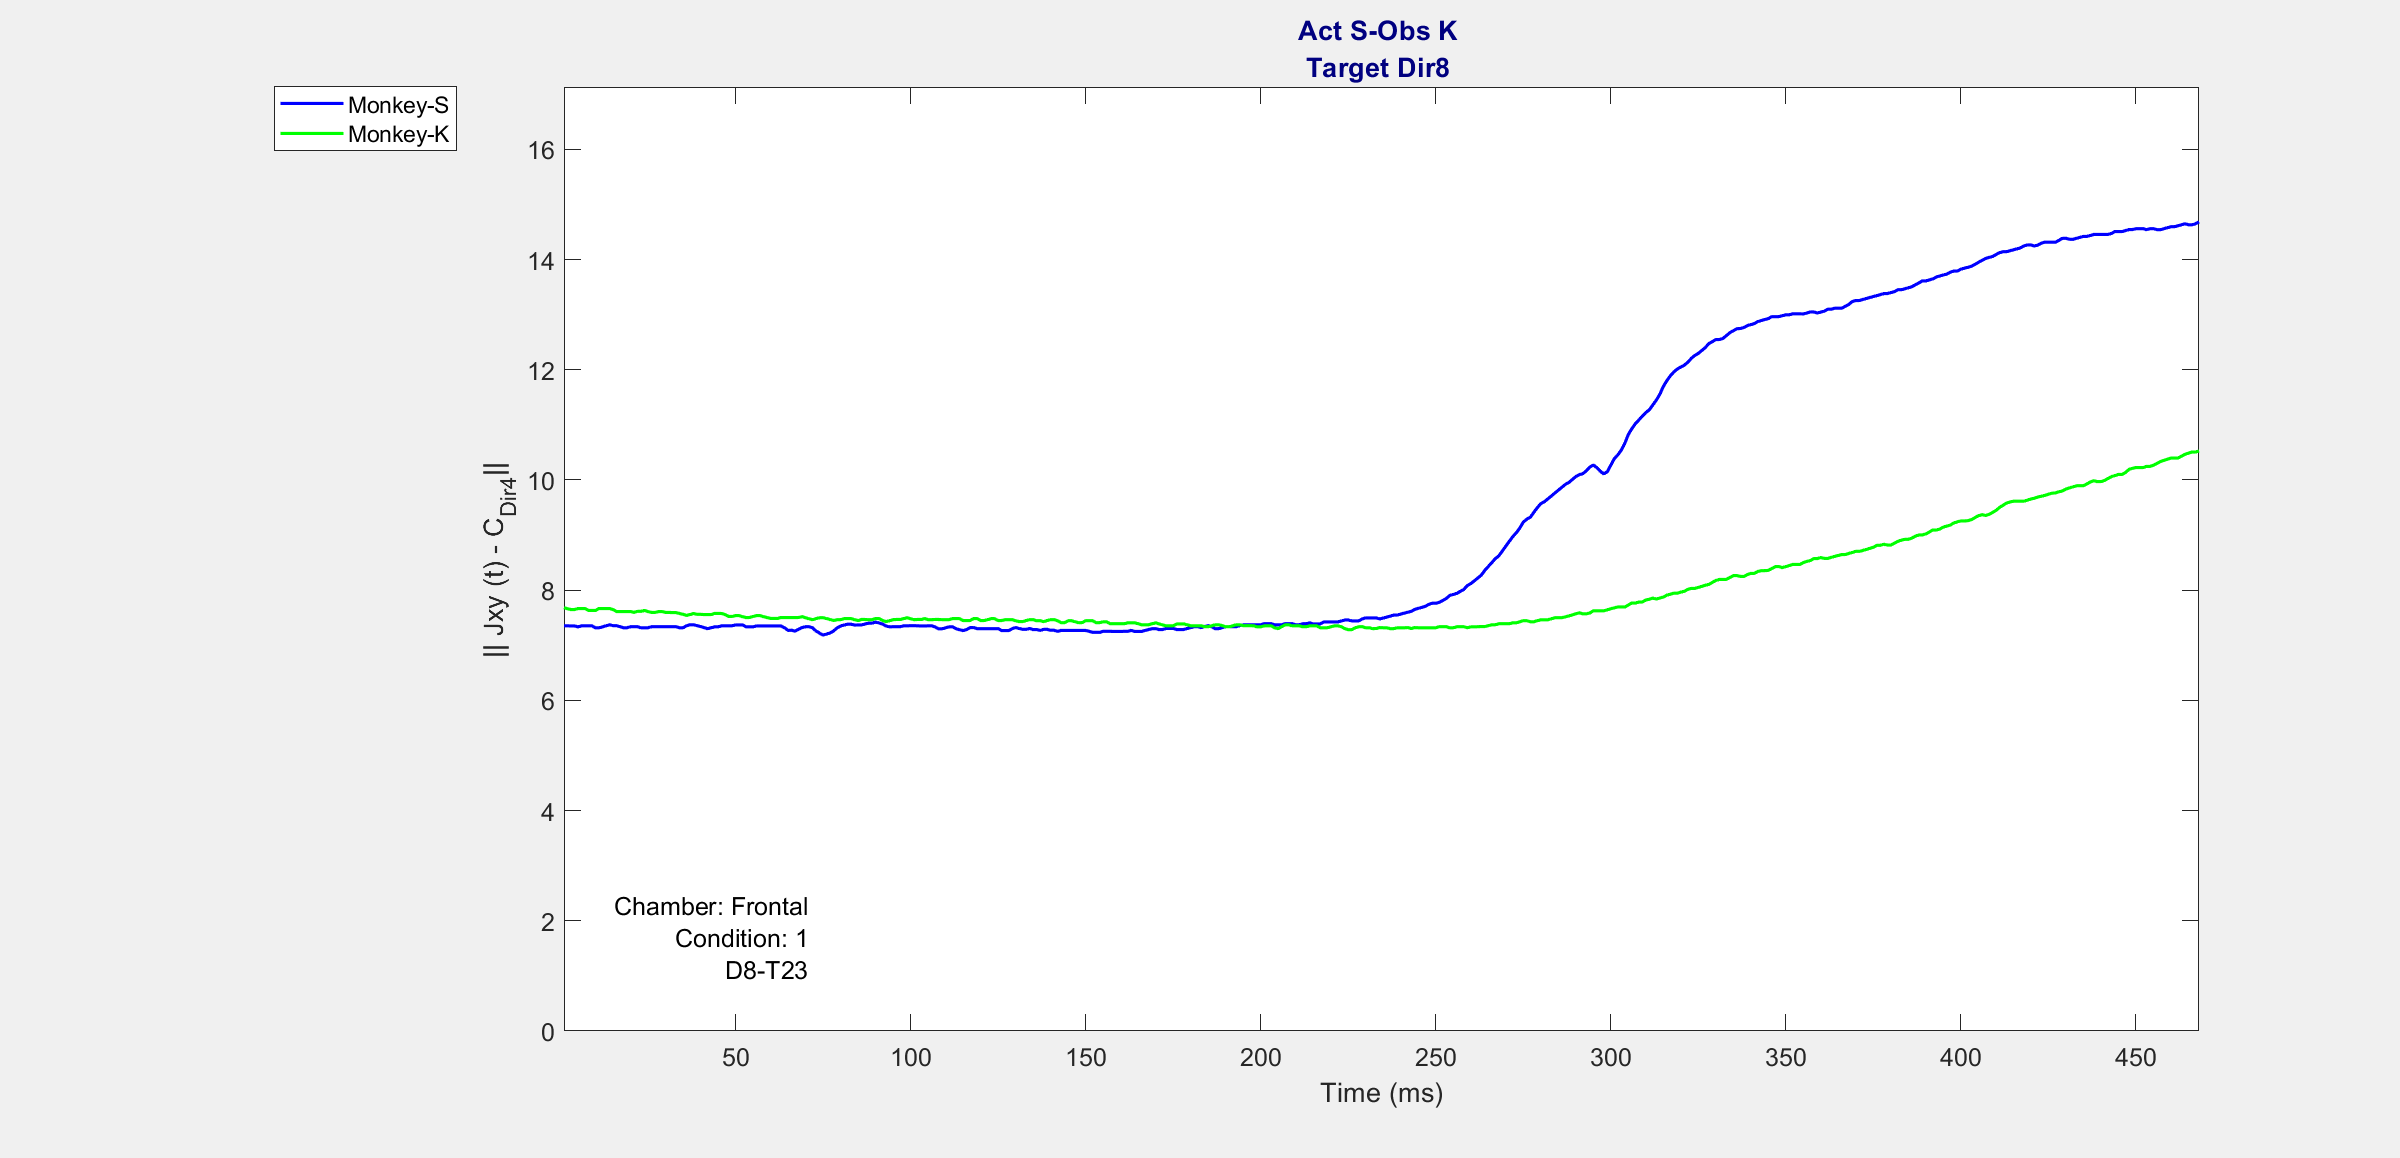 Act S-Obs K
Target Dir8
Monkey-S
Monkey-K
16
14
12
10
8
6
4
2
0
|| Jxy (t) - C_Dir4||
Chamber: Frontal
Condition: 1
D8-T23
50 100 150 200 250 300 350 400 450
Time (ms)